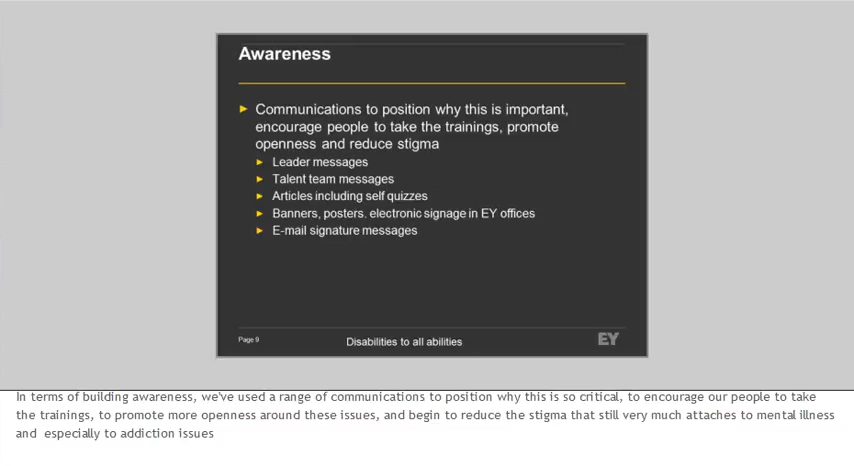 Awareness
Communications to position why this is important,
encourage people to take the trainings, promote
openness and reduce stigma
Leader messages
Talent team messages
Articles including self quizzes
Banners, posters. electronic signage in EY offices
E-mail signature messages
Page 9
Disabilities to all abilities
EY
In terms of building awareness, we've used a range of communications to position why this is so critical, to encourage our people to take
the trainings, to promote more openness around these issues, and begin to reduce the stigma that still very much attaches to mental illness
and especially to addiction issues